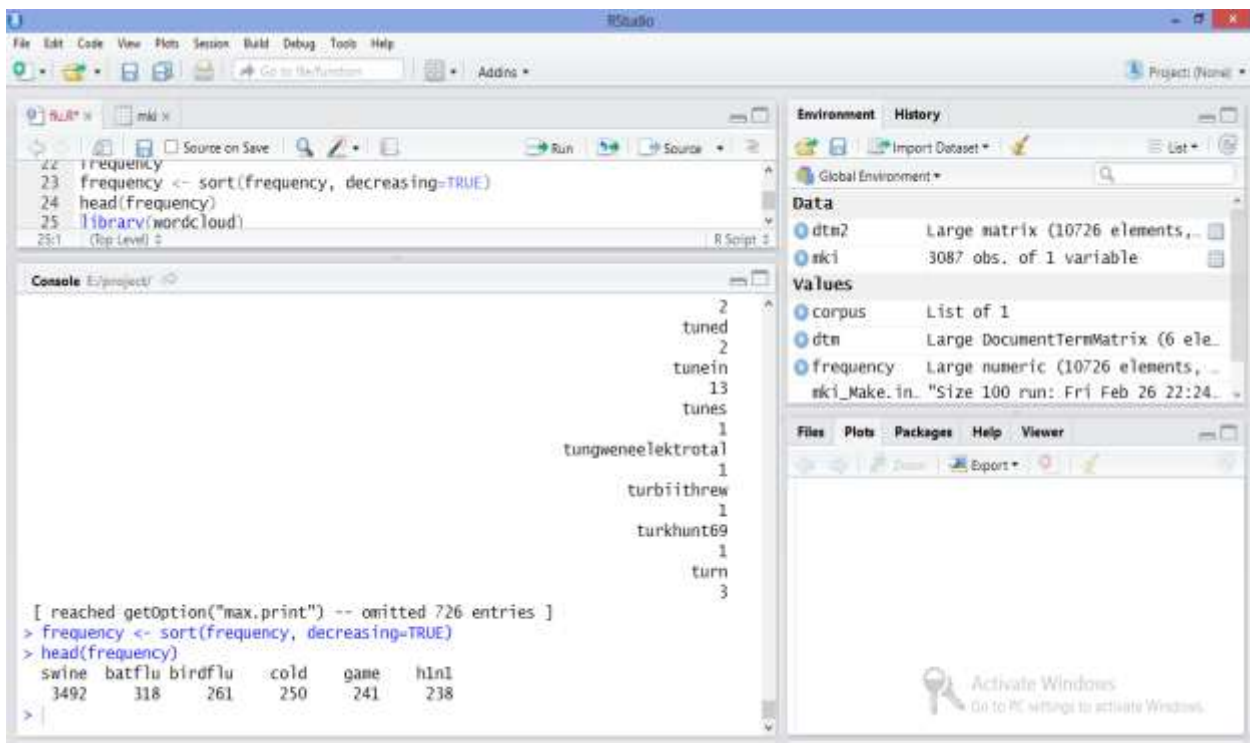 RStudio
File Edit Code View Plots Session Build Debug Tools Help
Go to file/function Addins Project: (None)
flu.R* mki
Source on Save Run Source
22 frequency
23 frequency <- sort(frequency, decreasing=TRUE)
24 head(frequency)
25 library(wordcloud)
25:1 (Top Level) R Script
Console E:/project/
2
tuned
2
tunein
13
tunes
1
tungweneelektrotal
1
turbiithrew
1
turkhunt69
1
turn
3
[ reached getOption("max.print") -- omitted 726 entries ]
> frequency <- sort(frequency, decreasing=TRUE)
> head(frequency)
swine batflu birdflu cold game h1n1
3492 318 261 250 241 238
>
Environment History
Import Dataset List
Global Environment
Data
dtm2 Large matrix (10726 elements,…
mki 3087 obs. of 1 variable
Values
corpus List of 1
dtm Large DocumentTermMatrix (6 ele…
frequency Large numeric (10726 elements, …
mki_Make.in… "Size 100 run: Fri Feb 26 22:24…
Files Plots Packages Help Viewer
Zoom Export
Activate Windows
Go to PC settings to activate Windows.